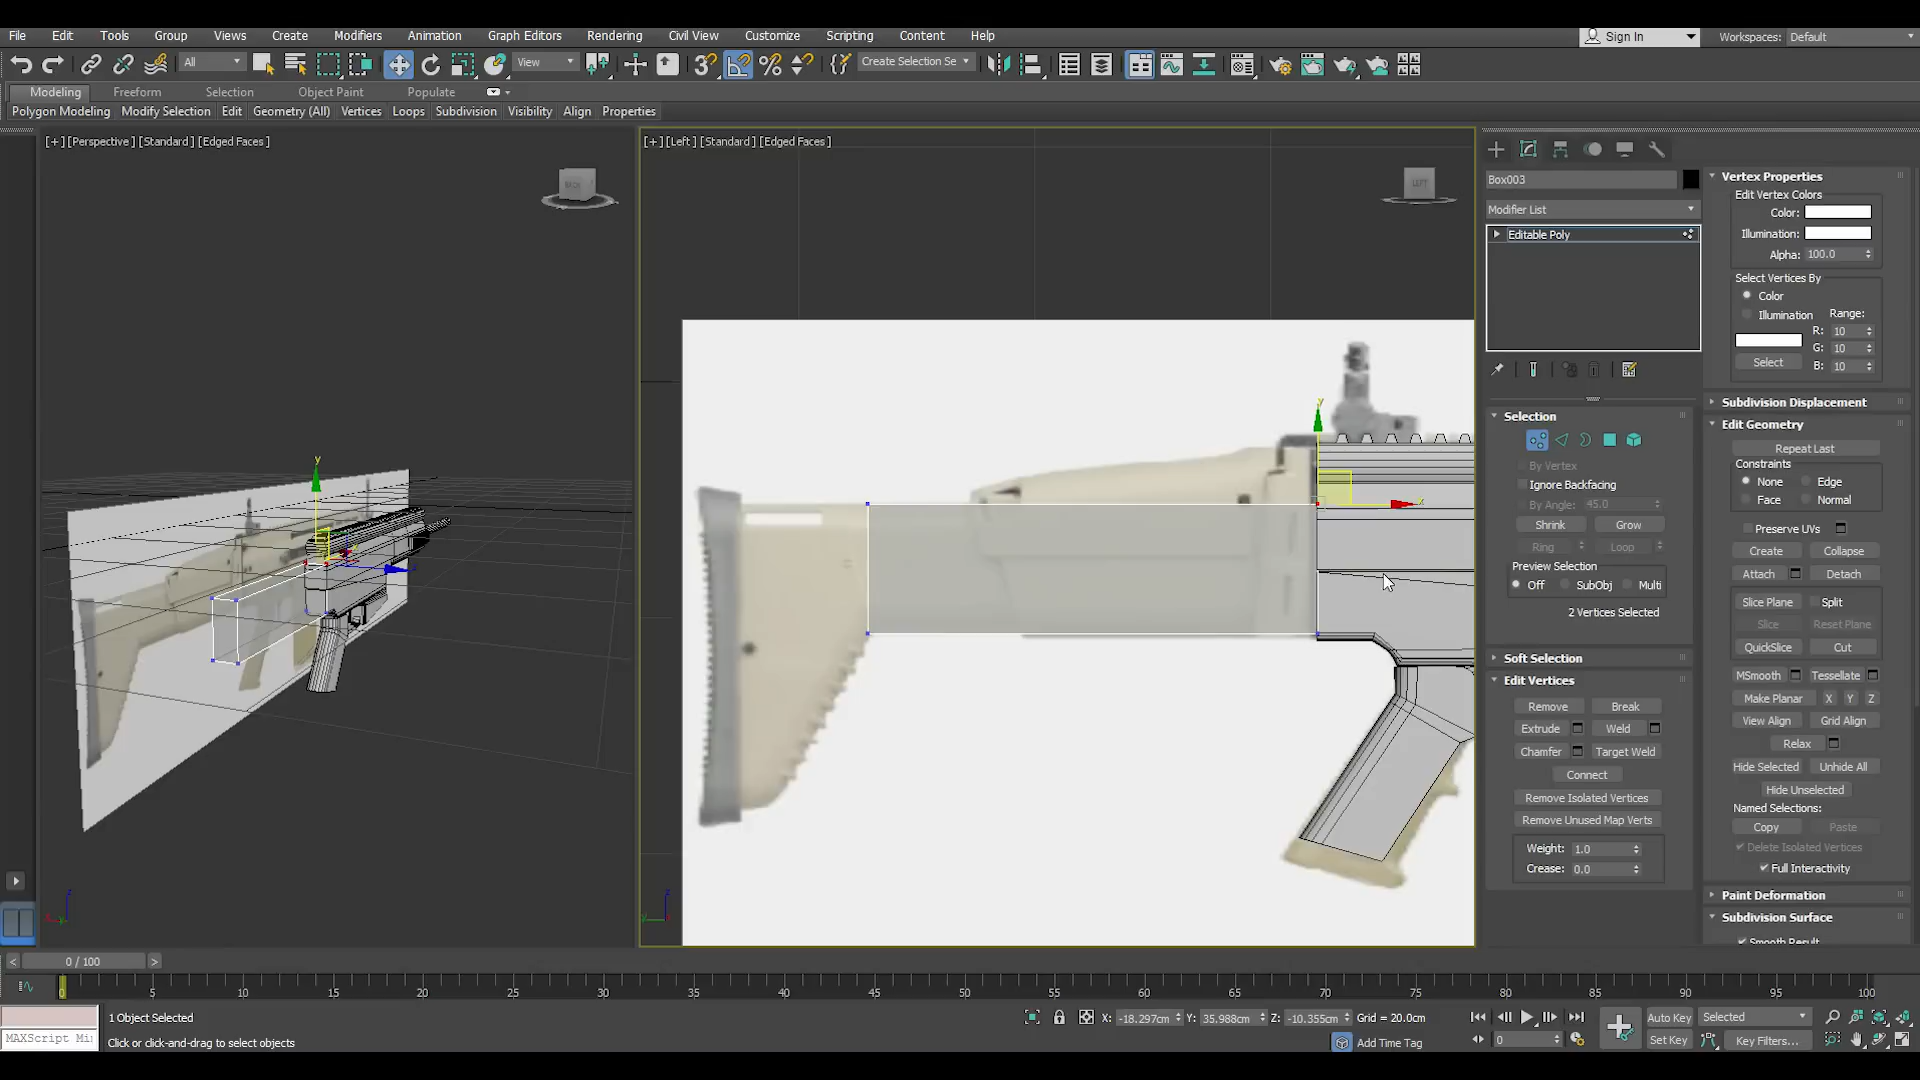 File Edit Tools Group Views Create Modifiers Animation Graph Editors Rendering Civil View Customize Scripting Content Help Sign In Workspaces: Default
All View Create Selection Se
Modeling Freeform Selection Object Paint Populate
Polygon Modeling Modify Selection Edit Geometry (All) Vertices Loops Subdivision Visibility Align Properties
[+] [Perspective ] [Standard ] [Edged Faces ]
[+] [Left ] [Standard ] [Edged Faces ]
BACK
LEFT
Box003
Modifier List
Editable Poly
Selection
By Vertex
Ignore Backfacing
By Angle: 45.0
Shrink Grow
Ring Loop
Preview Selection
Off SubObj Multi
2 Vertices Selected
Soft Selection
Edit Vertices
Remove Break
Extrude Weld
Chamfer Target Weld
Connect
Remove Isolated Vertices
Remove Unused Map Verts
Weight: 1.0
Crease: 0.0
Vertex Properties
Edit Vertex Colors
Color:
Illumination:
Alpha: 100.0
Select Vertices By
Color
Illumination Range:
R: 10
G: 10
Select B: 10
Subdivision Displacement
Edit Geometry
Repeat Last
Constraints
None Edge
Face Normal
Preserve UVs
Create Collapse
Attach Detach
Slice Plane Split
Slice Reset Plane
QuickSlice Cut
MSmooth Tessellate
Make Planar X Y Z
View Align Grid Align
Relax
Hide Selected Unhide All
Hide Unselected
Named Selections:
Copy Paste
Delete Isolated Vertices
Full Interactivity
Paint Deformation
Subdivision Surface
Smooth Result
y
x
y
z
z
< 0 / 100 >
0 5 10 15 20 25 30 35 40 45 50 55 60 65 70 75 80 85 90 95 100
1 Object Selected X: -18.297cm Y: 35.988cm Z: -10.355cm Grid = 20.0cm Auto Key Selected
MAXScript Mi Click or click-and-drag to select objects Add Time Tag 0 Set Key Key Filters...